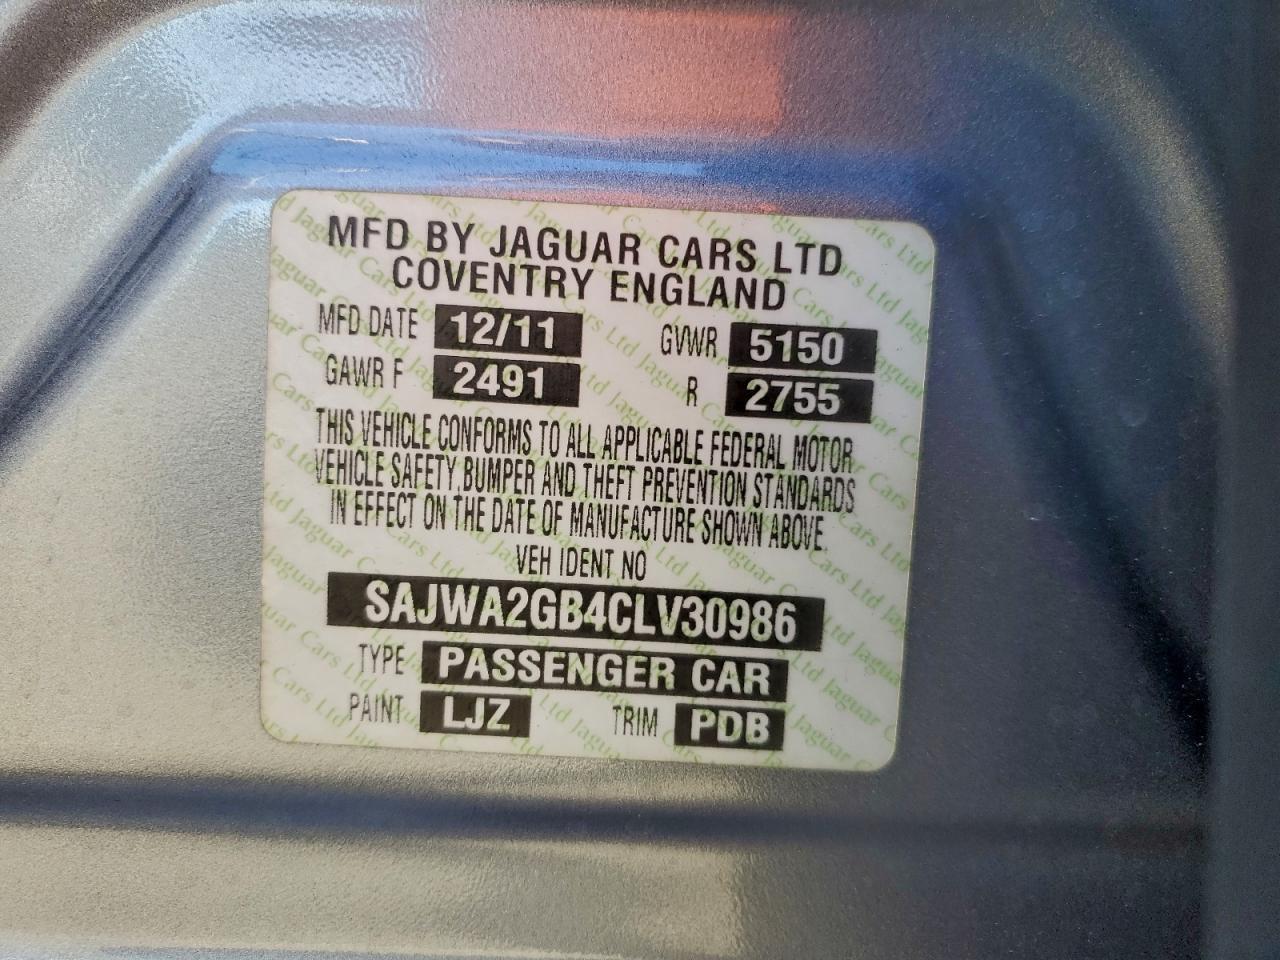 MFD BY JAGUAR CARS LTD
COVENTRY ENGLAND
MFD DATE 12/11 GVWR 5150
GAWR F 2491 R 2755
THIS VEHICLE CONFORMS TO ALL APPLICABLE FEDERAL MOTOR
VEHICLE SAFETY, BUMPER AND THEFT PREVENTION STANDARDS
IN EFFECT ON THE DATE OF MANUFACTURE SHOWN ABOVE.
VEH IDENT NO
SAJWA2GB4CLV30986
TYPE PASSENGER CAR
PAINT LJZ TRIM PDB